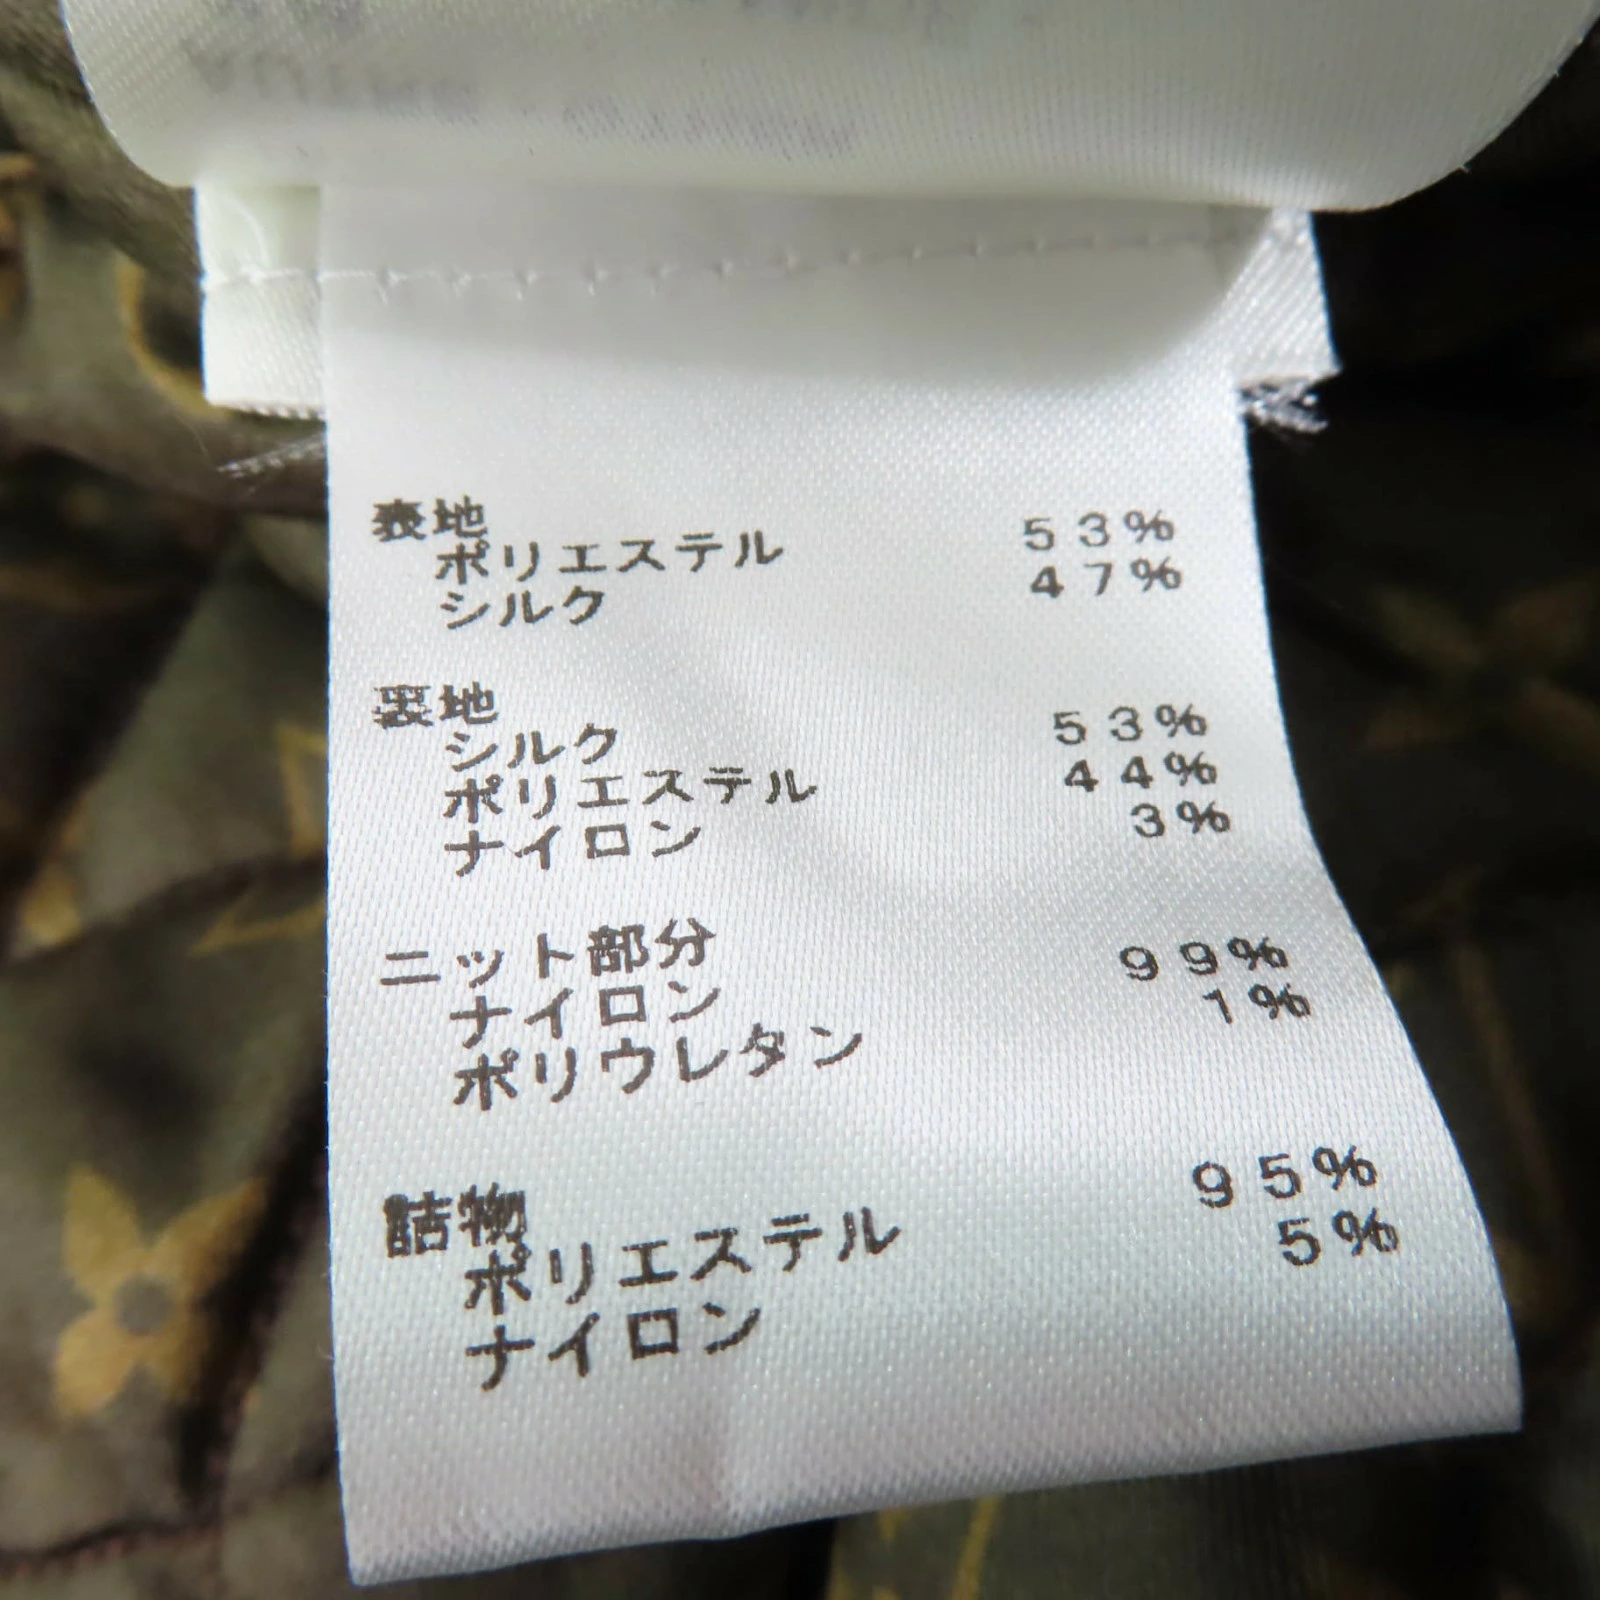 表地
ポリエステル 53%
シルク 47%
裏地
シルク 53%
ポリエステル 44%
ナイロン 3%
ニット部分
ナイロン 99%
ポリウレタン 1%
詰物
ポリエステル 95%
ナイロン 5%